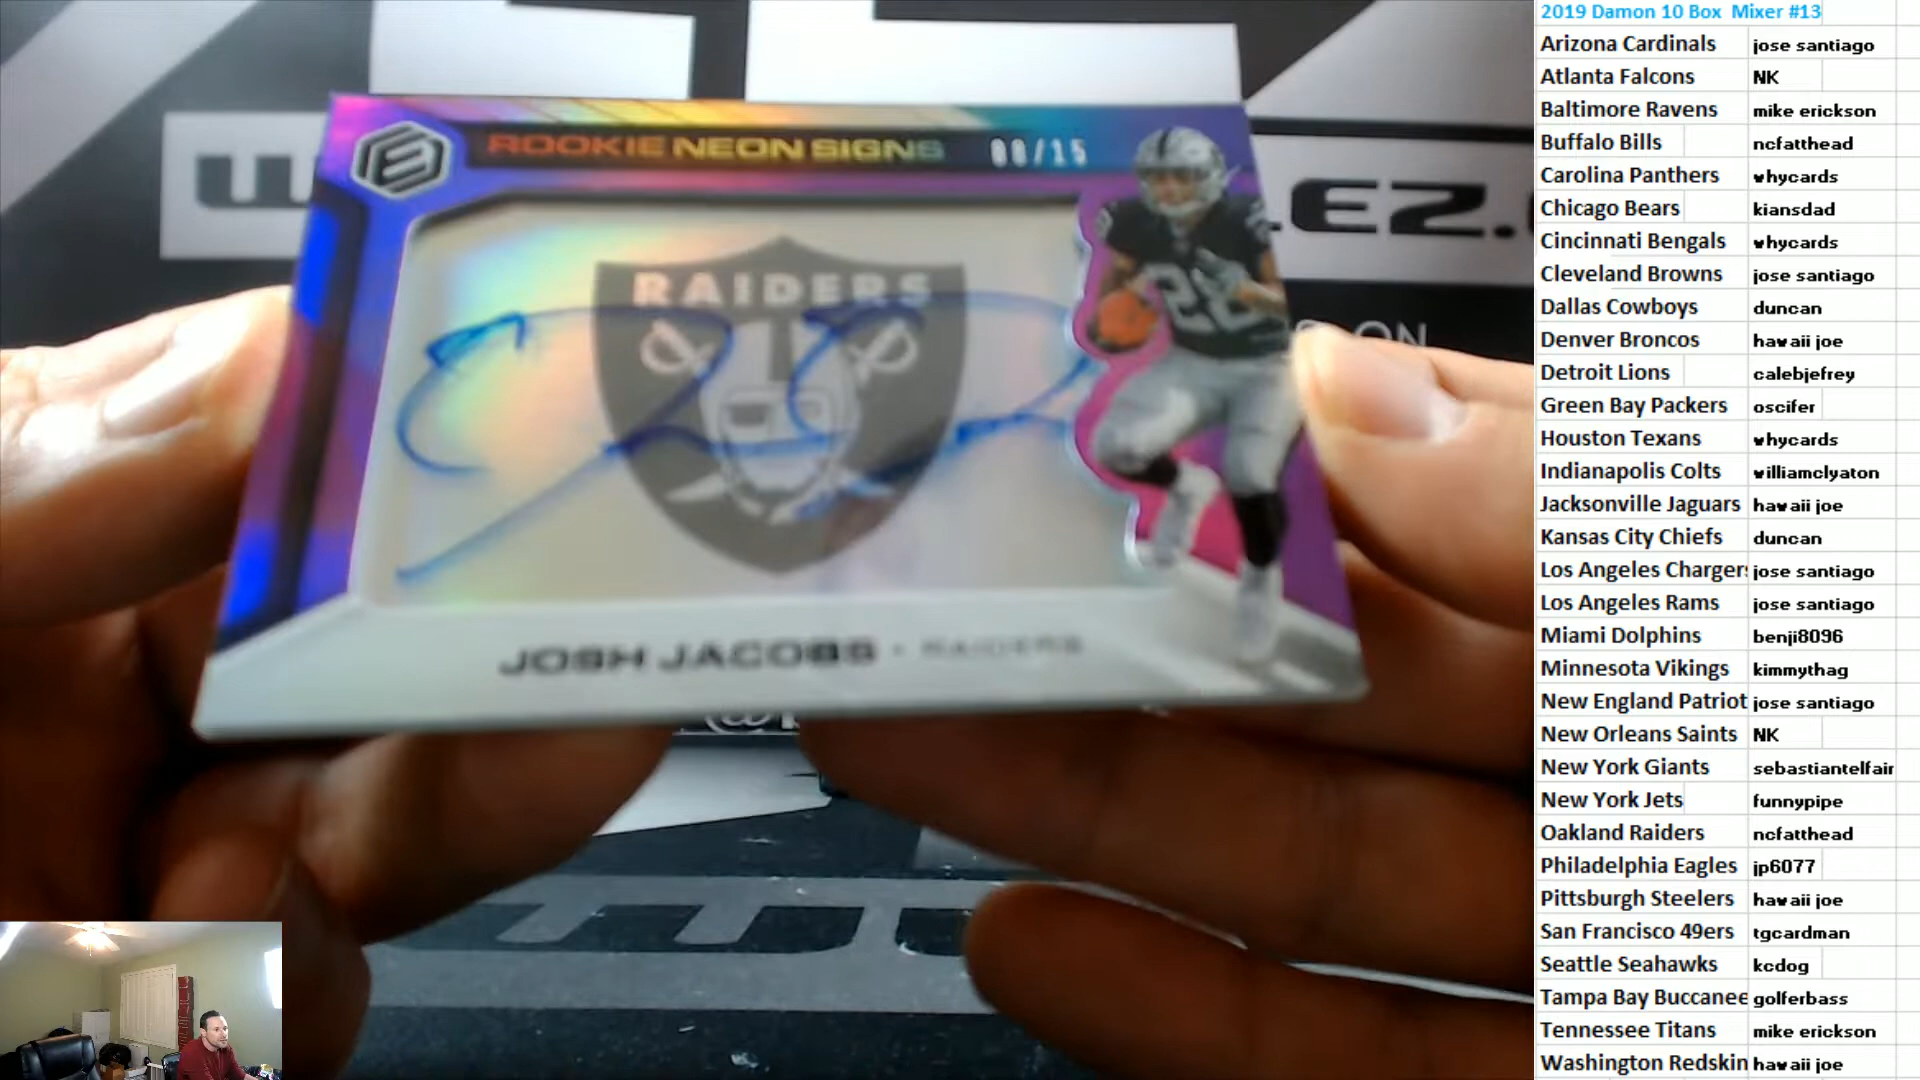 ROOKIE NEON SIGNS
08/15
RAIDERS
28
JOSH JACOBS • RAIDERS
2019 Damon 10 Box Mixer #13
Arizona Cardinals jose santiago
Atlanta Falcons NK
Baltimore Ravens mike erickson
Buffalo Bills ncfatthead
Carolina Panthers whycards
Chicago Bears kiansdad
Cincinnati Bengals whycards
Cleveland Browns jose santiago
Dallas Cowboys duncan
Denver Broncos hawaii joe
Detroit Lions calebjefrey
Green Bay Packers oscifer
Houston Texans whycards
Indianapolis Colts williamclyaton
Jacksonville Jaguars hawaii joe
Kansas City Chiefs duncan
Los Angeles Chargers jose santiago
Los Angeles Rams jose santiago
Miami Dolphins benji8096
Minnesota Vikings kimmythag
New England Patriot jose santiago
New Orleans Saints NK
New York Giants sebastiantelfair
New York Jets funnypipe
Oakland Raiders ncfatthead
Philadelphia Eagles jp6077
Pittsburgh Steelers hawaii joe
San Francisco 49ers tgcardman
Seattle Seahawks kcdog
Tampa Bay Buccanee golferbass
Tennessee Titans mike erickson
Washington Redskin hawaii joe